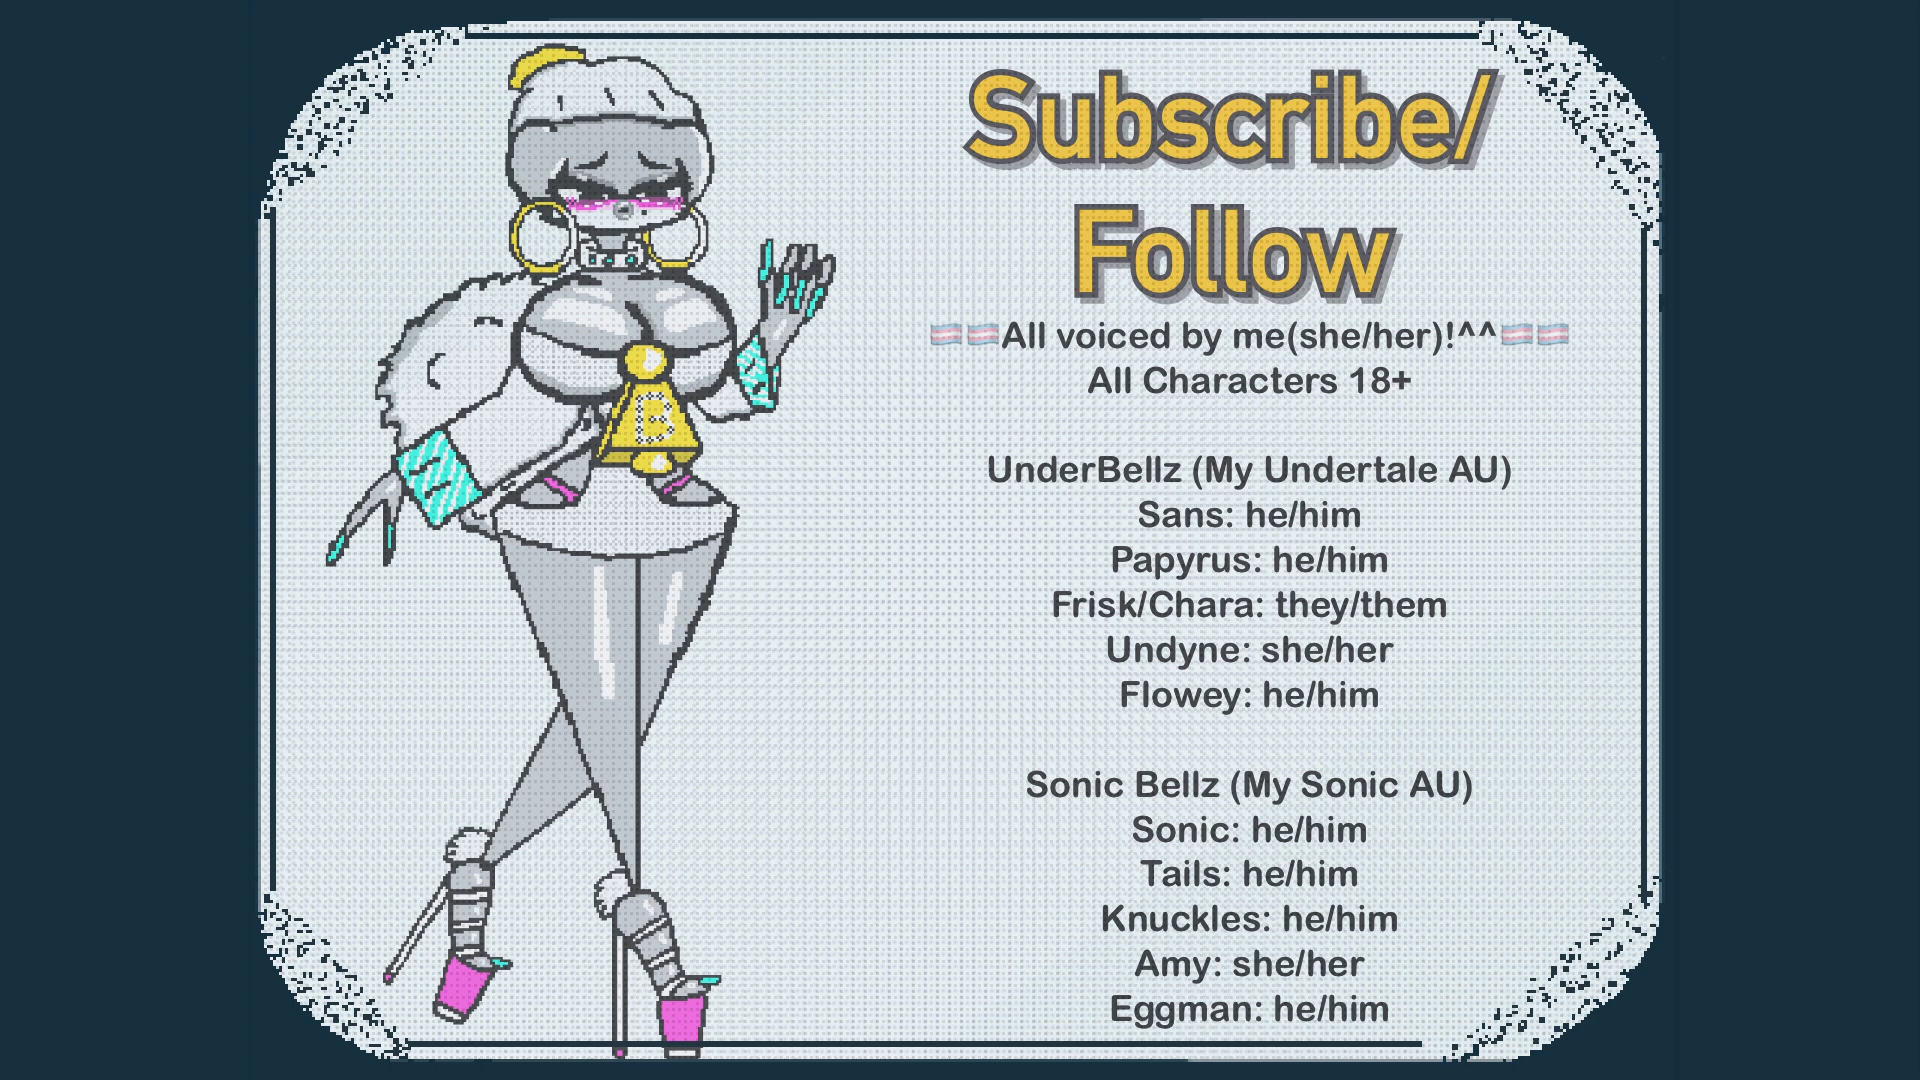 Subscribe/
Follow
🏳️‍⚧️🏳️‍⚧️All voiced by me(she/her)!^^🏳️‍⚧️🏳️‍⚧️
All Characters 18+
UnderBellz (My Undertale AU)
Sans: he/him
Papyrus: he/him
Frisk/Chara: they/them
Undyne: she/her
Flowey: he/him
Sonic Bellz (My Sonic AU)
Sonic: he/him
Tails: he/him
Knuckles: he/him
Amy: she/her
Eggman: he/him
B